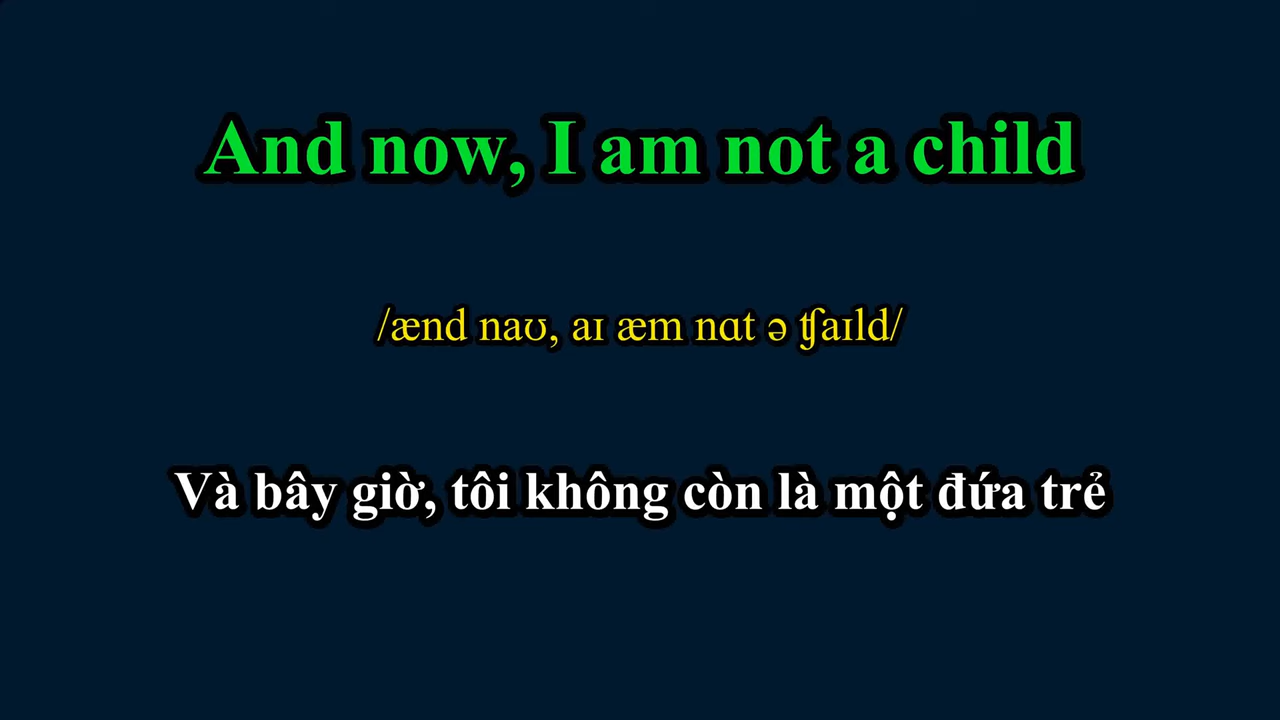 And now, I am not a child
/ænd naʊ, aɪ æm nɑt ə ʧaɪld/
Và bây giờ, tôi không còn là một đứa trẻ